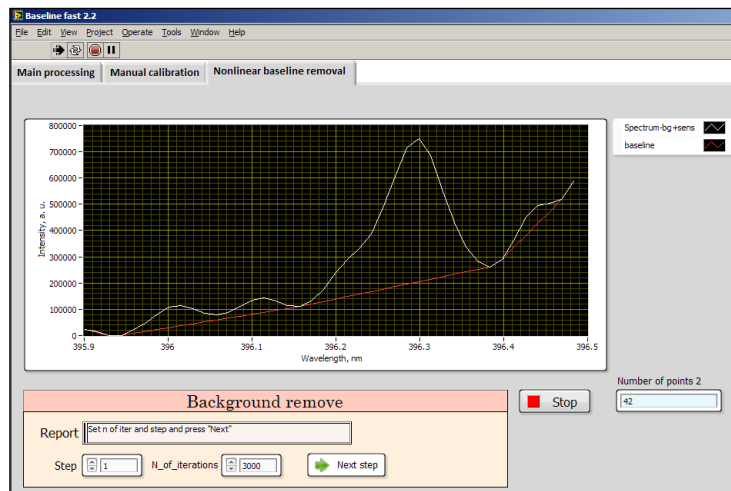 Baseline fast 2.2
File Edit View Project Operate Tools Window Help
Main processing Manual calibration Nonlinear baseline removal
Spectrum-bg+sens
baseline
Intensity, a. u.
800000
700000
600000
500000
400000
300000
200000
100000
0
395.9 396 396.1 396.2 396.3 396.4 396.5
Wavelength, nm
Number of points 2
42
Stop
Background remove
Report Set n of iter and step and press "Next"
Step 1 N_of_iterations 3000 Next step